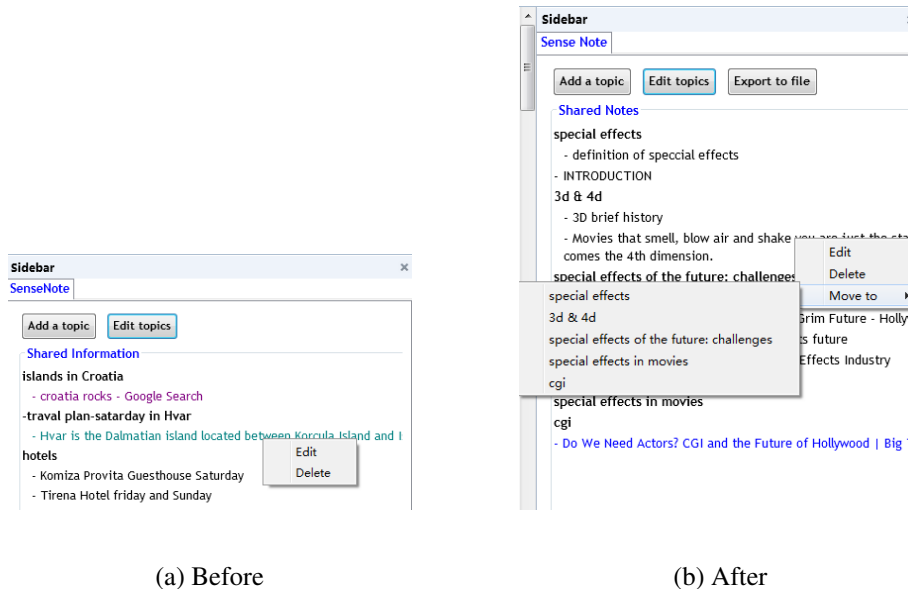 Sidebar
SenseNote
Add a topic Edit topics
Shared Information
islands in Croatia
- croatia rocks - Google Search
-traval plan-satarday in Hvar
- Hvar is the Dalmatian island located between Korcula Island and
hotels
- Komiza Provita Guesthouse Saturday
- Tirena Hotel friday and Sunday
Edit
Delete
(a) Before
Sidebar
Sense Note
Add a topic Edit topics Export to file
Shared Notes
special effects
- definition of speccial effects
- INTRODUCTION
3d & 4d
- 3D brief history
- Movies that smell, blow air and shake you are just the
comes the 4th dimension.
special effects of the future: challenges
Grim Future -
future
Effects Industry
special effects in movies
cgi
- Do We Need Actors? CGI and the Future of Hollywood | Big
Edit
Delete
Move to
special effects
3d & 4d
special effects of the future: challenges
special effects in movies
cgi
(b) After